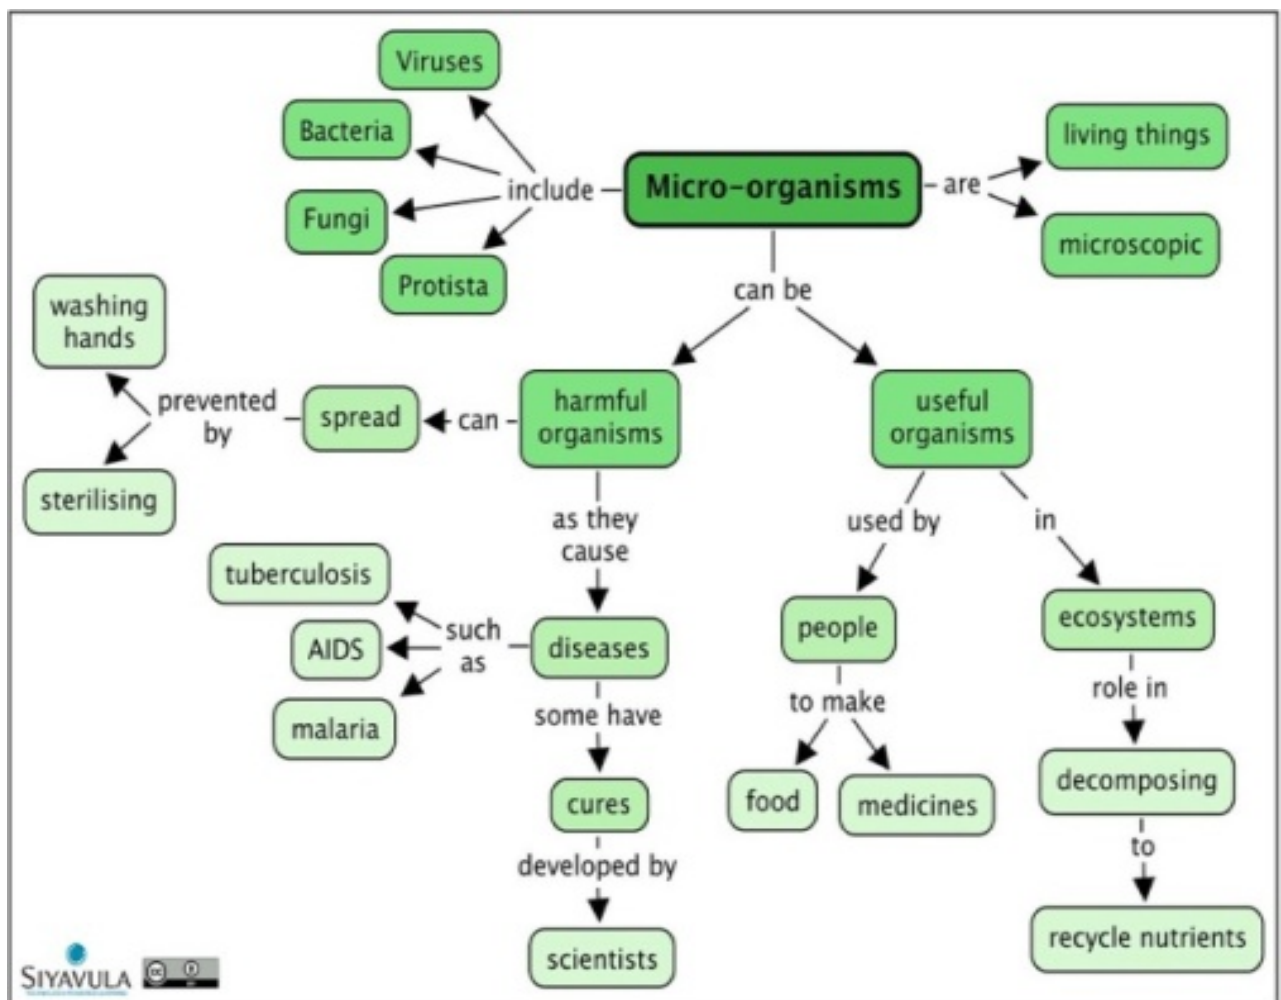 Viruses
Bacteria
Fungi
Protista
include
Micro-organisms
are
living things
microscopic
can be
harmful
organisms
useful
organisms
can
spread
prevented
by
washing
hands
sterilising
as they
cause
diseases
such
as
tuberculosis
AIDS
malaria
some have
cures
developed by
scientists
used by
people
to make
food
medicines
in
ecosystems
role in
decomposing
to
recycle nutrients
SIYAVULA